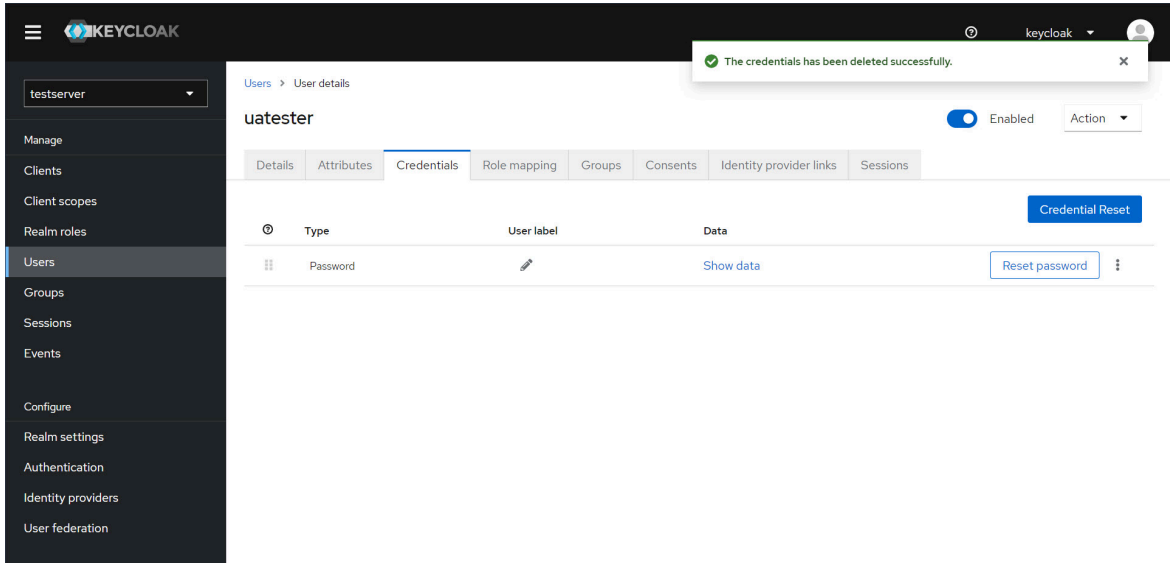 KEYCLOAK
keycloak
The credentials has been deleted successfully.
testserver
Manage
Clients
Client scopes
Realm roles
Users
Groups
Sessions
Events
Configure
Realm settings
Authentication
Identity providers
User federation
Users > User details
uatester
Enabled
Action
Details Attributes Credentials Role mapping Groups Consents Identity provider links Sessions
Credential Reset
Type User label Data
Password Show data Reset password